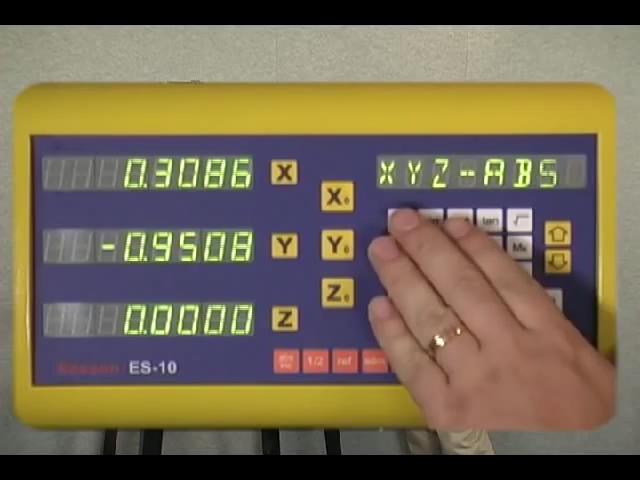 0.3086 X X₀ XYZ--ABS
tan √
-0.9508 Y Y₀
0.0000 Z Z₀
ES-10 1/2 ref